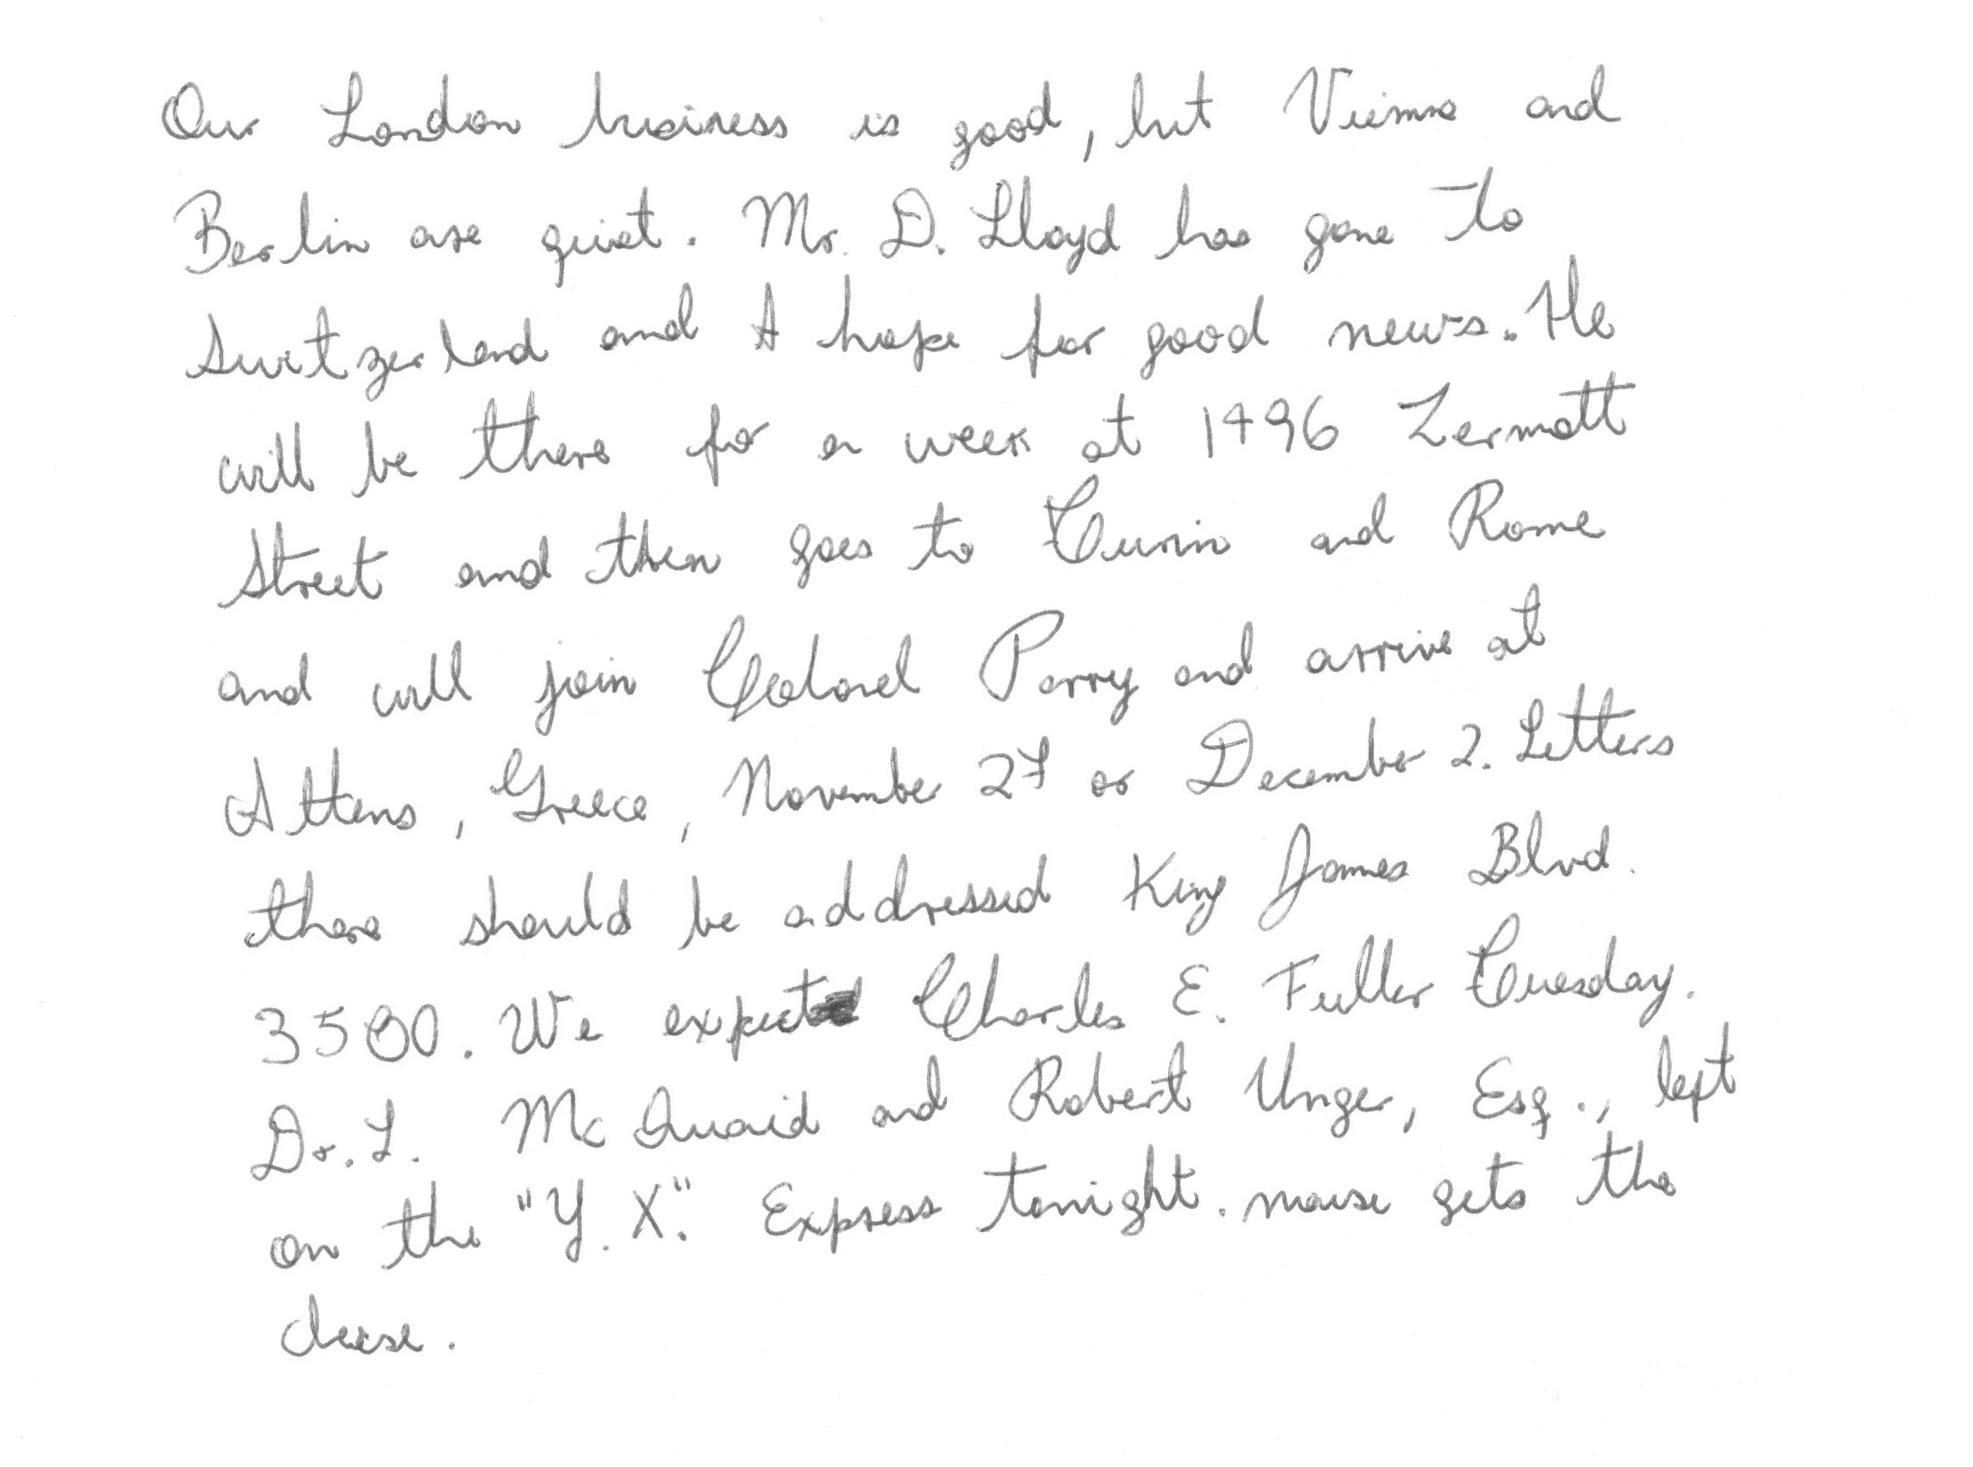 Our London business is good, but Vienna and
Berlin are quiet. Mr. D. Lloyd has gone to
Switzerland and I hope for good news. He
will be there for a week at 1496 Zermott
Street and then goes to Turin and Rome
and will join Colonel Parry and arrive at
Attens, Greece, November 27 or December 2. Letters
there should be addressed King James Blvd.
3580. We expect Charles E. Fuller Tuesday.
Dr. L. McQuaid and Robert Unger, Esq., left
on the "Y. X." Express tonight. mouse gets the
cheese.